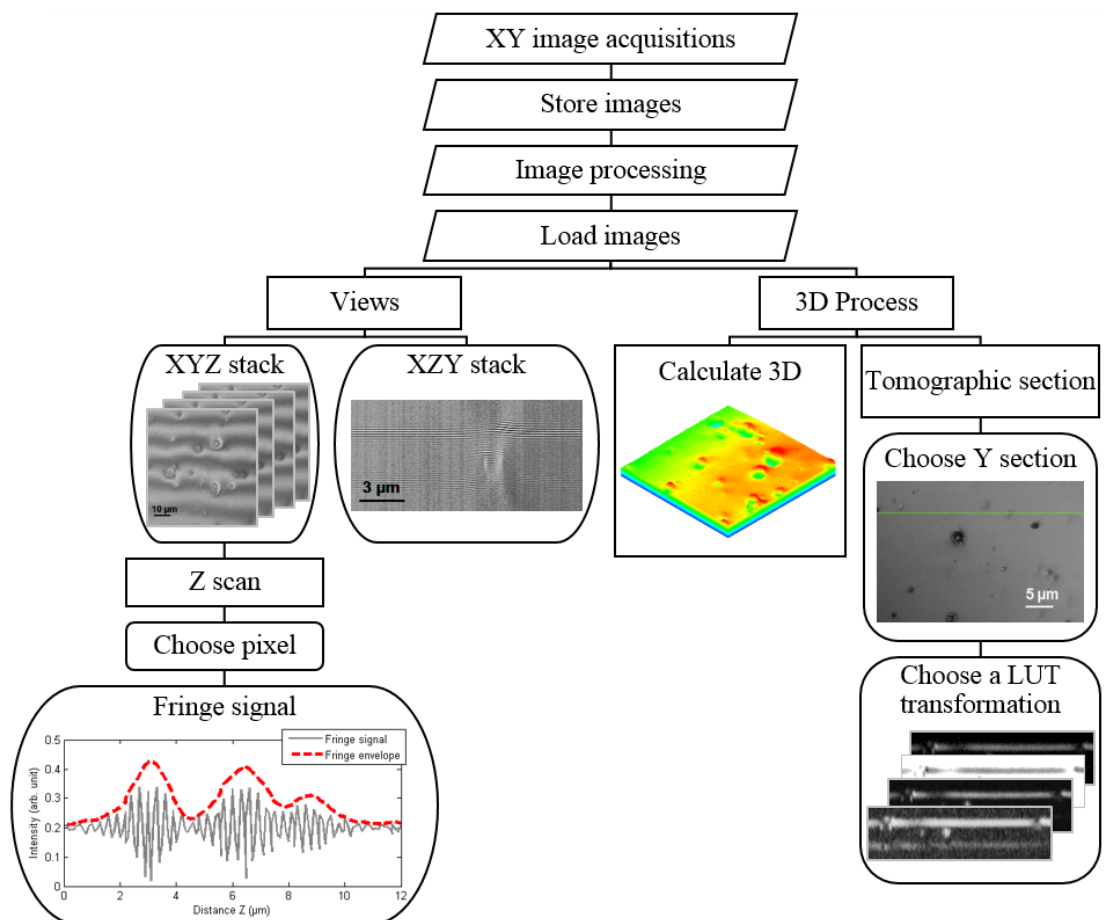 XY image acquisitions
Store images
Image processing
Load images
Views
3D Process
XYZ stack
10 μm
XZY stack
3 μm
Calculate 3D
Tomographic section
Choose Y section
5 μm
Z scan
Choose pixel
Choose a LUT
transformation
Fringe signal
Fringe signal
Fringe envelope
Intensity (arb. unit)
0.5
0.4
0.3
0.2
0.1
0
0 2 4 6 8 10 12
Distance Z (μm)